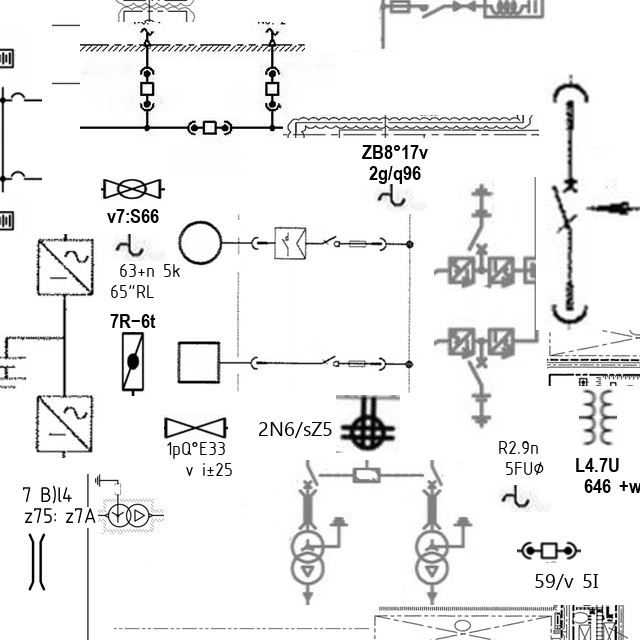 ZB8°17v
2g/q96
v7:S66
63+n 5k
65"RL
7R-6t
2N6/sZ5
1pQ°E33
v i±25
R2.9n
5FUø
L4.7U
646 +w
7 B)l4
z75: z7A
59/v 5I